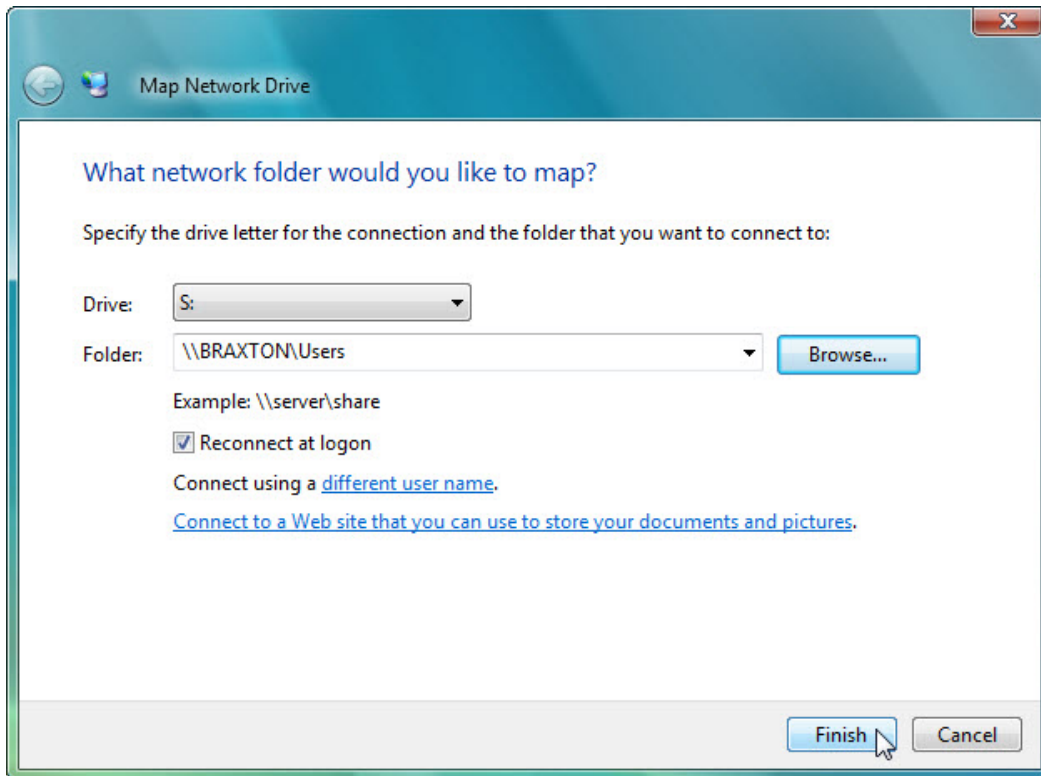 Map Network Drive
What network folder would you like to map?
Specify the drive letter for the connection and the folder that you want to connect to:
Drive: S:
Folder: \\BRAXTON\Users Browse...
Example: \\server\share
Reconnect at logon
Connect using a different user name.
Connect to a Web site that you can use to store your documents and pictures.
Finish Cancel